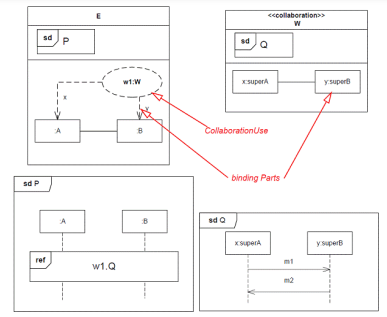 E
sd P
w1:W
x
y
:A
:B
<<collaboration>>
W
sd Q
x:superA
y:superB
CollaborationUse
binding Parts
sd P
:A
:B
ref
w1.Q
sd Q
x:superA
y:superB
m1
m2